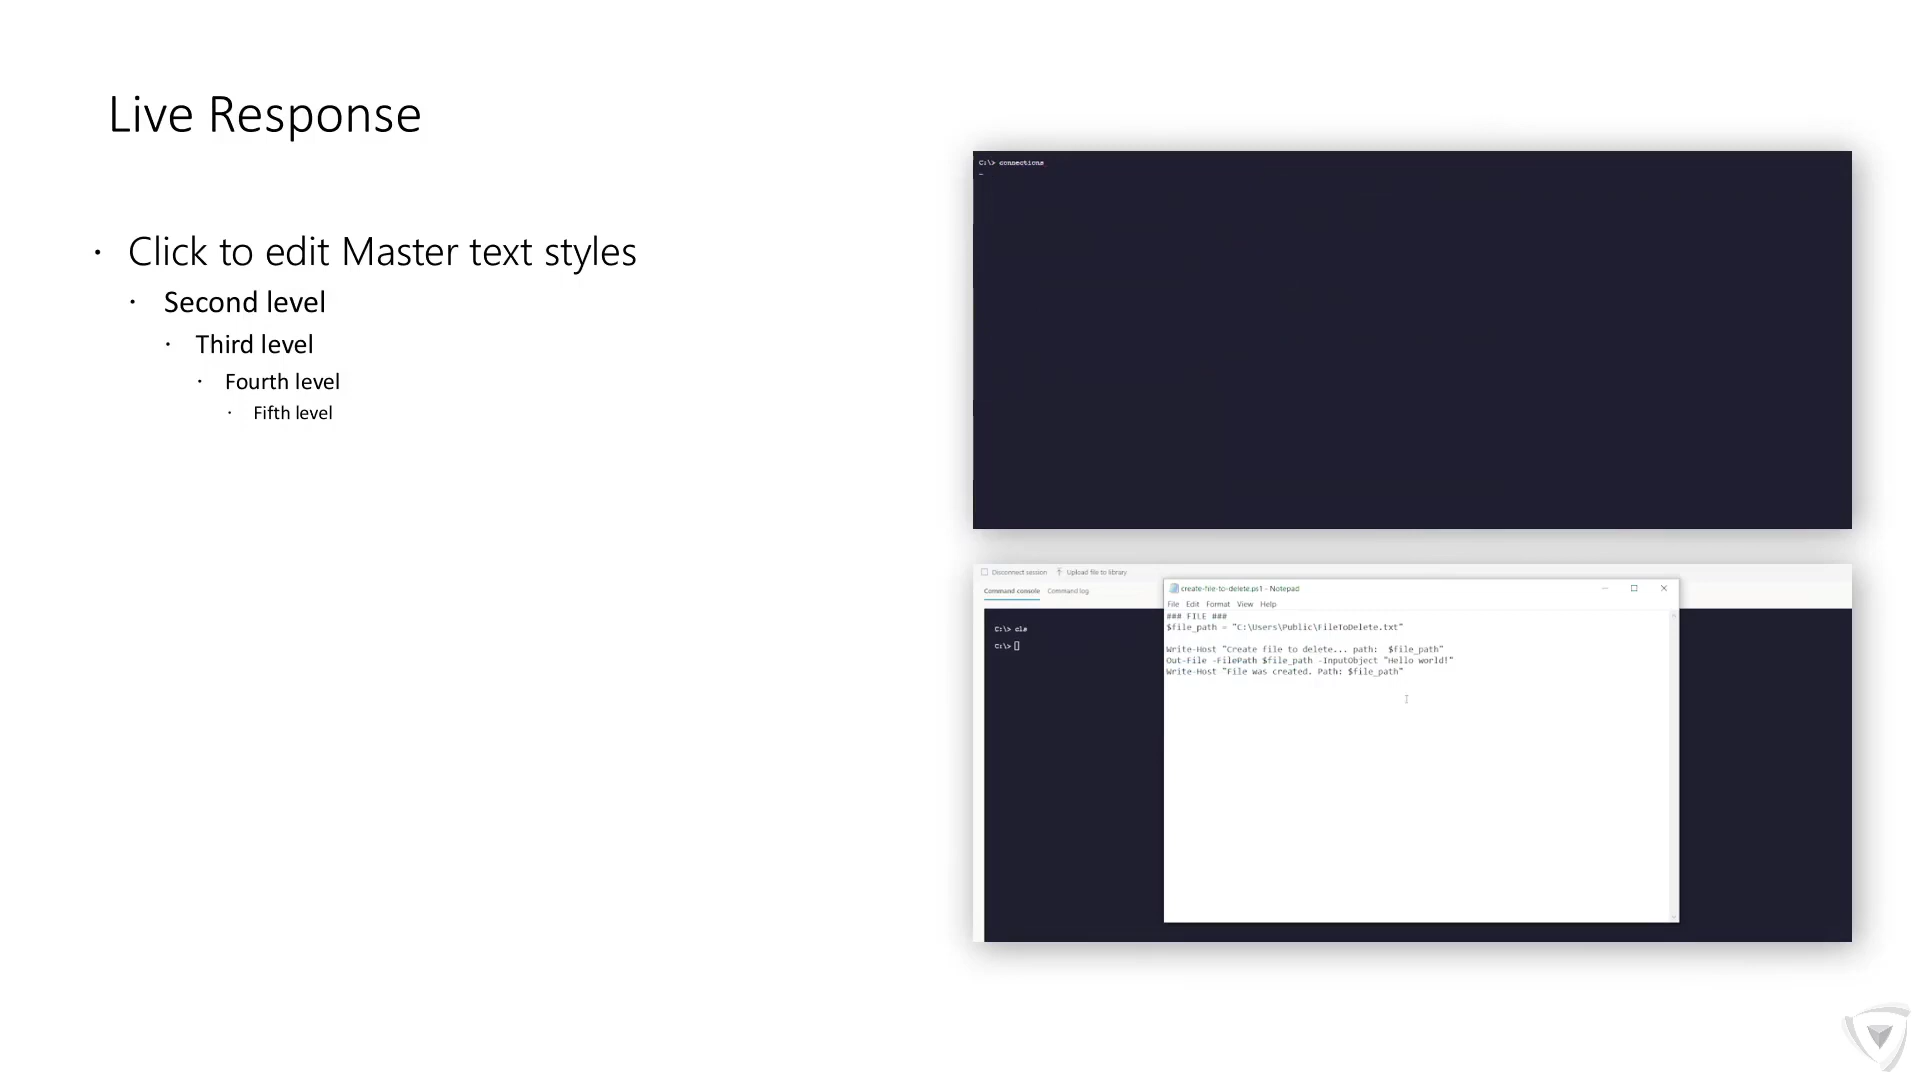 Live Response
· Click to edit Master text styles
· Second level
· Third level
· Fourth level
· Fifth level
C:\> connections
_
Disconnect session Upload file to library
Command console Command log
C:\> cls
C:\>
create-file-to-delete.ps1 - Notepad
File Edit Format View Help
### FILE ###
$file_path = "C:\Users\Public\FileToDelete.txt"
Write-Host "Create file to delete... path:  $file_path"
Out-File -FilePath $file_path -InputObject "Hello world!"
Write-Host "File was created. Path: $file_path"